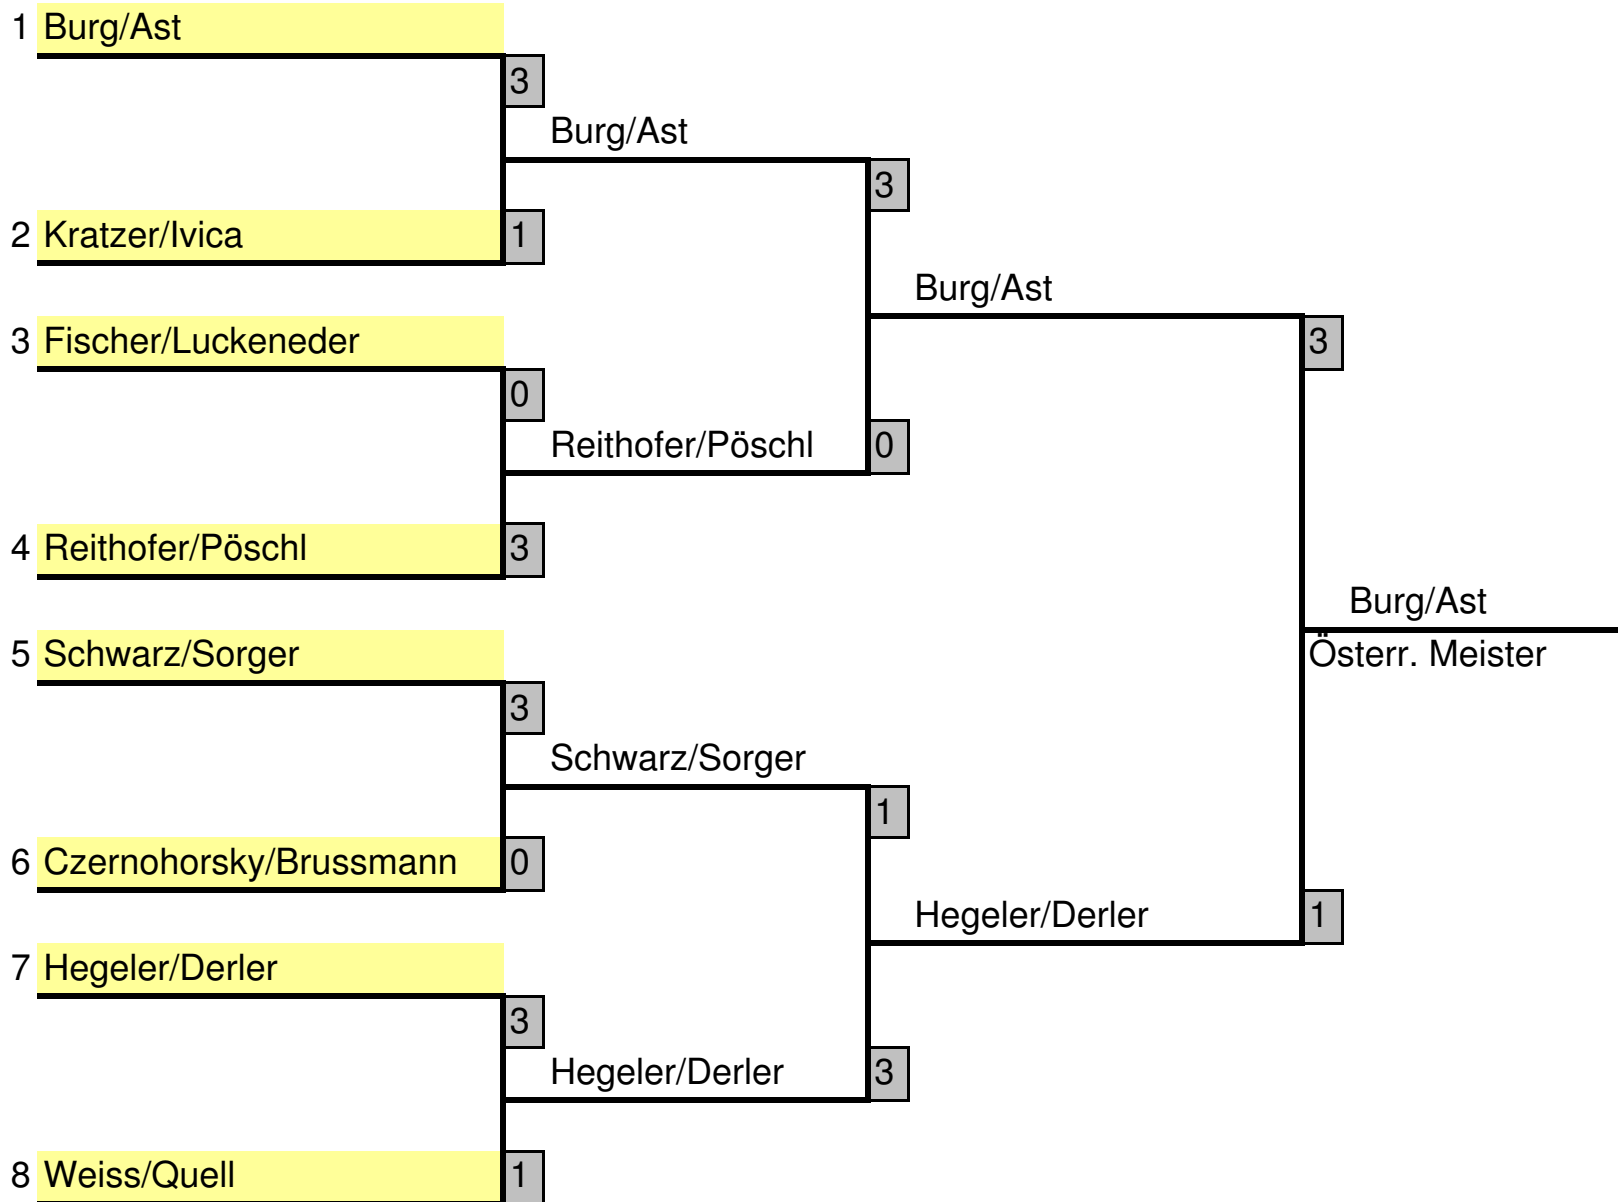 1 Burg/Ast
3
Burg/Ast
3
2 Kratzer/Ivica
1
Burg/Ast
3 Fischer/Luckeneder
3
0
Reithofer/Pöschl
0
4 Reithofer/Pöschl
3
Burg/Ast
5 Schwarz/Sorger
Österr. Meister
3
Schwarz/Sorger
1
6 Czernohorsky/Brussmann
0
Hegeler/Derler
1
7 Hegeler/Derler
3
Hegeler/Derler
3
8 Weiss/Quell
1